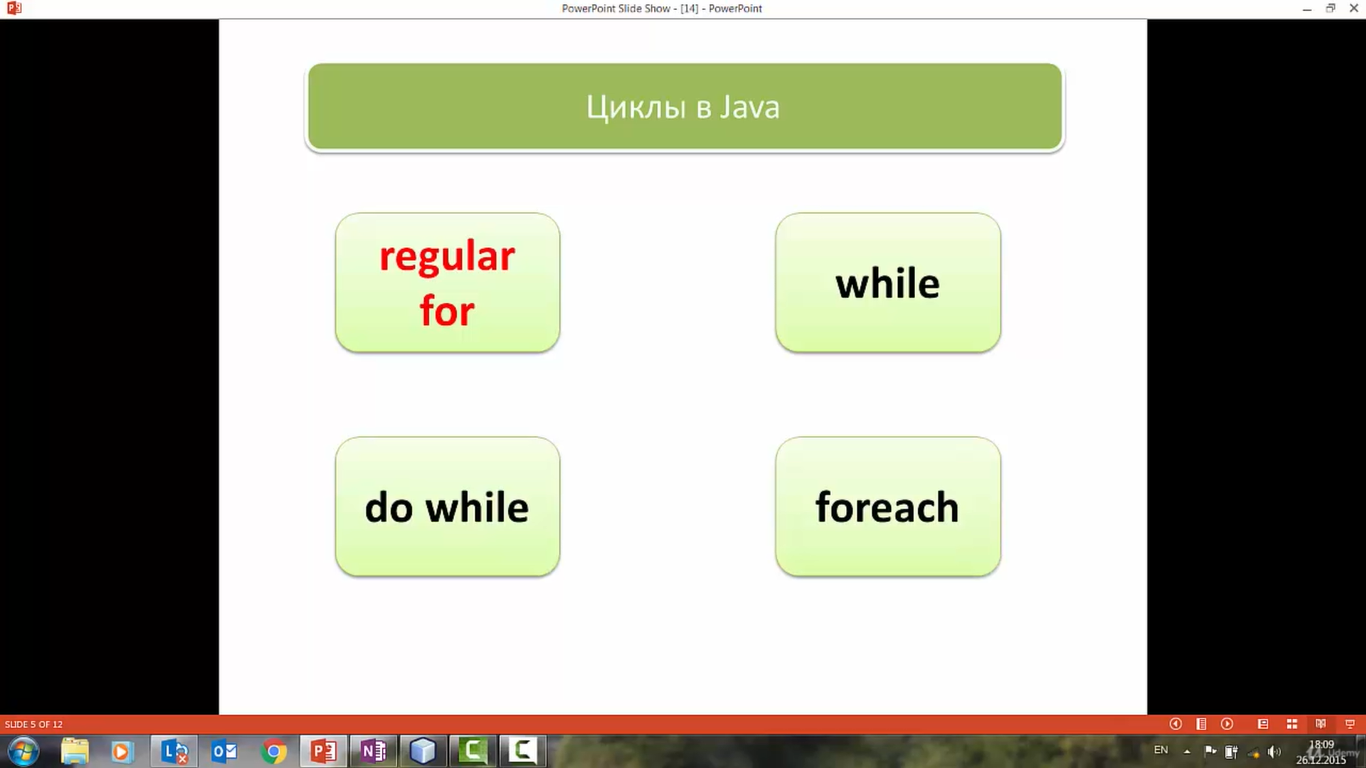 PowerPoint Slide Show - [14] - PowerPoint
Циклы в Java
regular
for
while
do while
foreach
SLIDE 5 OF 12
EN
18:09
26.12.2015
Udemy